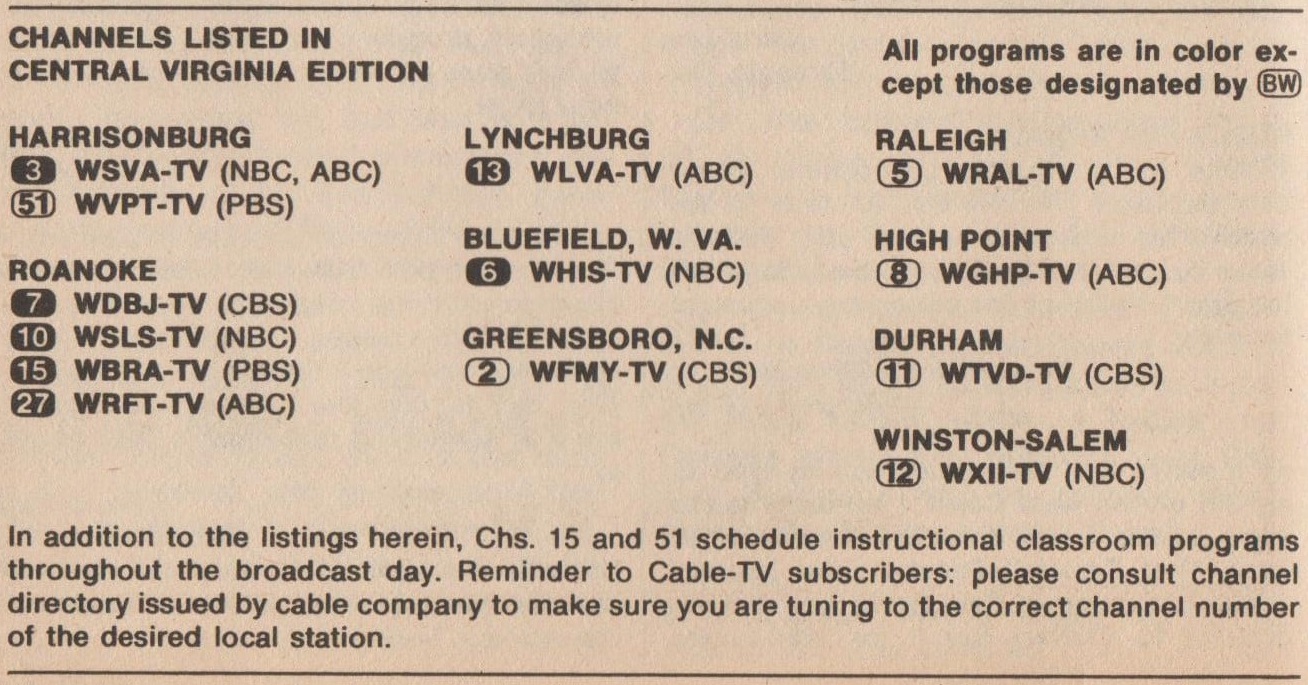 CHANNELS LISTED IN
CENTRAL VIRGINIA EDITION
All programs are in color ex-
cept those designated by BW
HARRISONBURG
3 WSVA-TV (NBC, ABC)
51 WVPT-TV (PBS)
ROANOKE
7 WDBJ-TV (CBS)
10 WSLS-TV (NBC)
15 WBRA-TV (PBS)
27 WRFT-TV (ABC)
LYNCHBURG
13 WLVA-TV (ABC)
BLUEFIELD, W. VA.
6 WHIS-TV (NBC)
GREENSBORO, N.C.
2 WFMY-TV (CBS)
RALEIGH
5 WRAL-TV (ABC)
HIGH POINT
8 WGHP-TV (ABC)
DURHAM
11 WTVD-TV (CBS)
WINSTON-SALEM
12 WXII-TV (NBC)
In addition to the listings herein, Chs. 15 and 51 schedule instructional classroom programs
throughout the broadcast day. Reminder to Cable-TV subscribers: please consult channel
directory issued by cable company to make sure you are tuning to the correct channel number
of the desired local station.